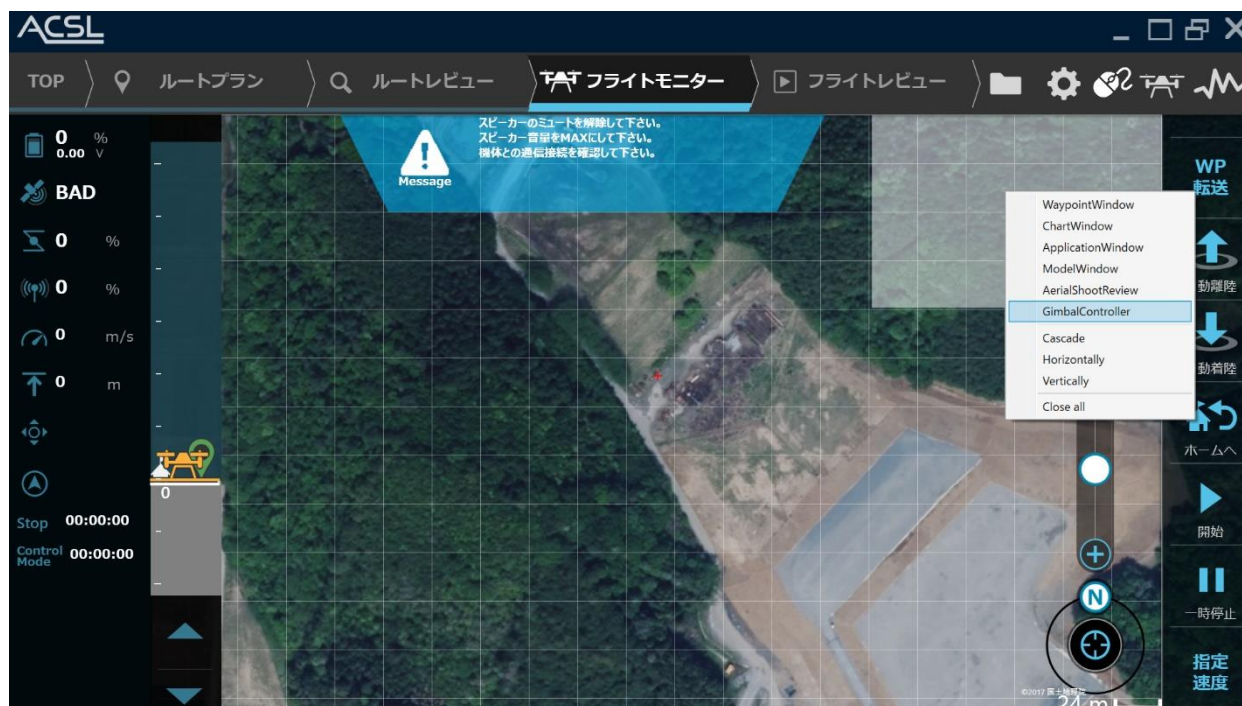 ACSL
TOP
ルートプラン
ルートレビュー
フライトモニター
フライトレビュー
0 %
0.00 V
BAD
0 %
0 %
0 m/s
0 m
Stop 00:00:00
Control Mode 00:00:00
0
スピーカーのミュートを解除して下さい。
スピーカー音量をMAXにして下さい。
機体との通信接続を確認して下さい。
Message
WaypointWindow
ChartWindow
ApplicationWindow
ModelWindow
AerialShootReview
GimbalController
Cascade
Horizontally
Vertically
Close all
N
©2017 国土地理院
24 m
WP
転送
動離陸
動着陸
ホームへ
開始
一時停止
指定
速度